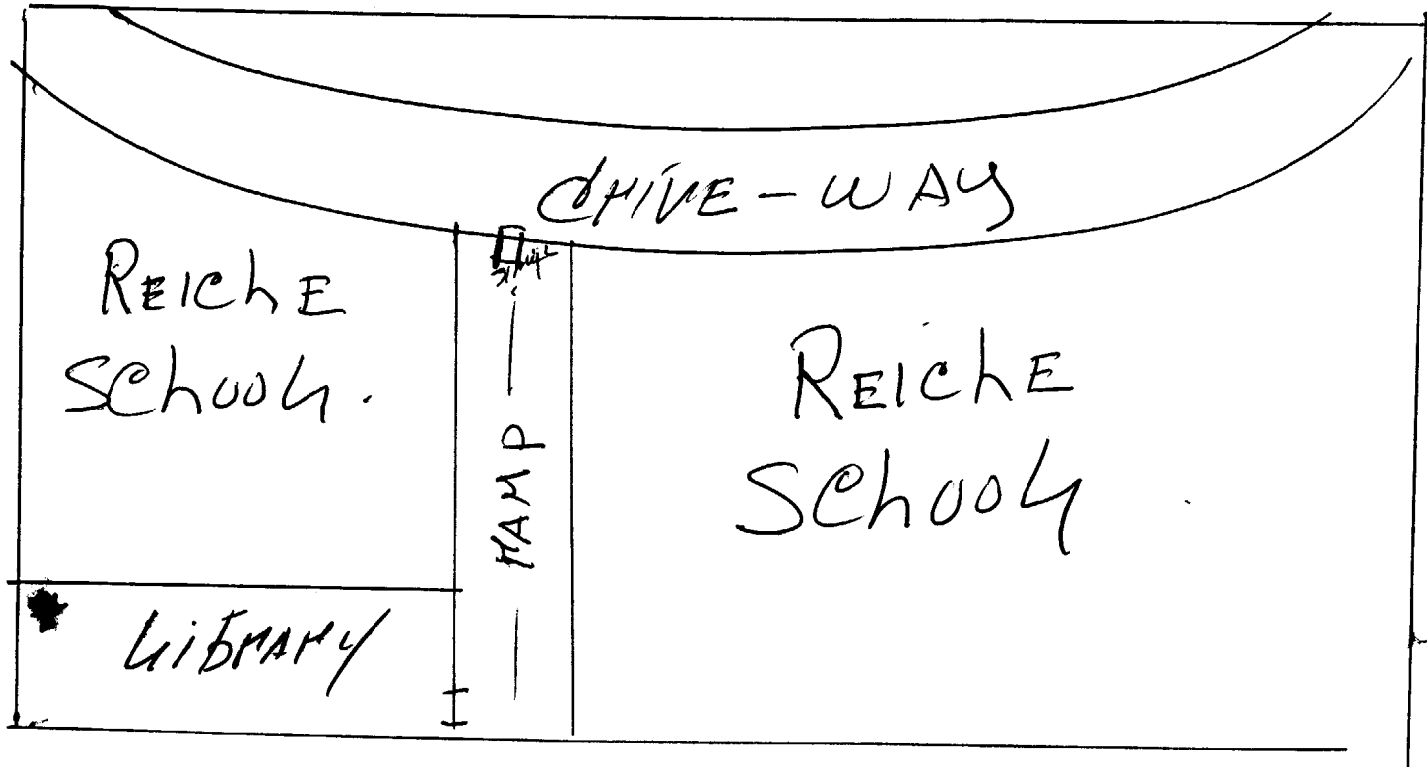 DRIVE-WAY
REIChE
SChooL.
REIChE
SChooL
RAMP
LiBRARY